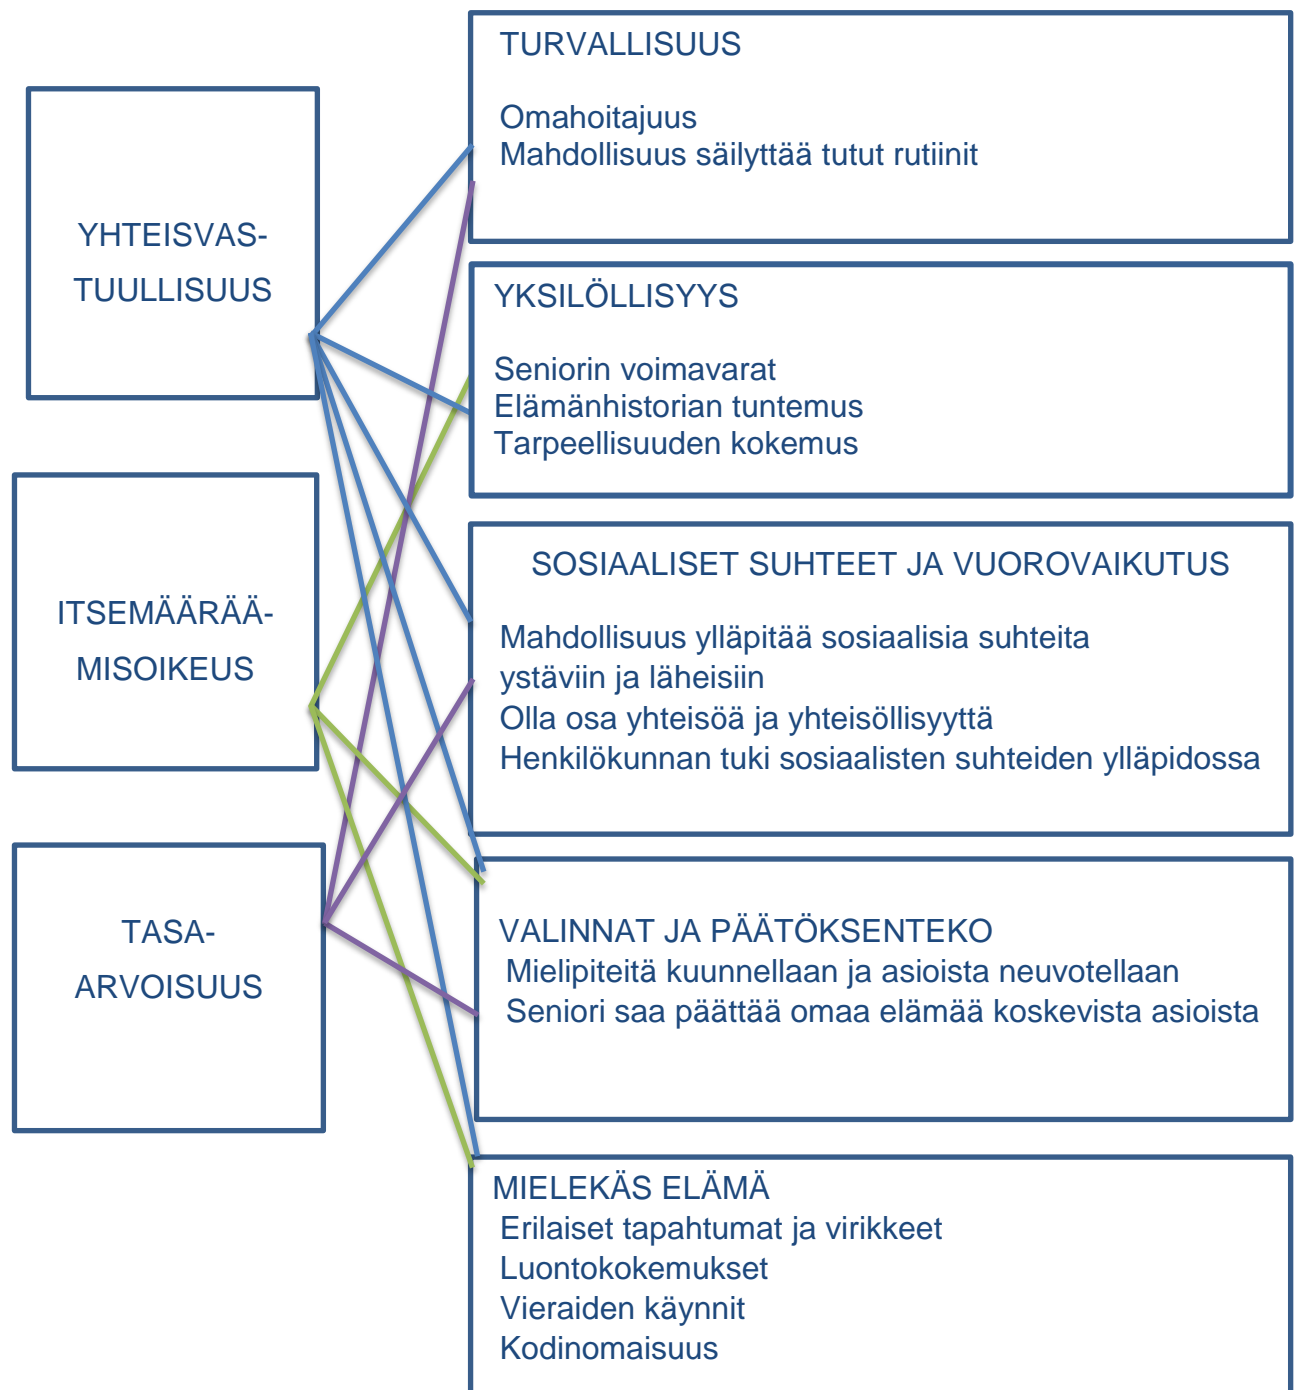 YHTEISVAS-
TUULLISUUS
ITSEMÄÄRÄÄ-
MISOIKEUS
TASA-
ARVOISUUS
TURVALLISUUS
Omahoitajuus
Mahdollisuus säilyttää tutut rutiinit
YKSILÖLLISYYS
Seniorin voimavarat
Elämänhistorian tuntemus
Tarpeellisuuden kokemus
SOSIAALISET SUHTEET JA VUOROVAIKUTUS
Mahdollisuus ylläpitää sosiaalisia suhteita
ystäviin ja läheisiin
Olla osa yhteisöä ja yhteisöllisyyttä
Henkilökunnan tuki sosiaalisten suhteiden ylläpidossa
VALINNAT JA PÄÄTÖKSENTEKO
Mielipiteitä kuunnellaan ja asioista neuvotellaan
Seniori saa päättää omaa elämää koskevista asioista
MIELEKÄS ELÄMÄ
Erilaiset tapahtumat ja virikkeet
Luontokokemukset
Vieraiden käynnit
Kodinomaisuus